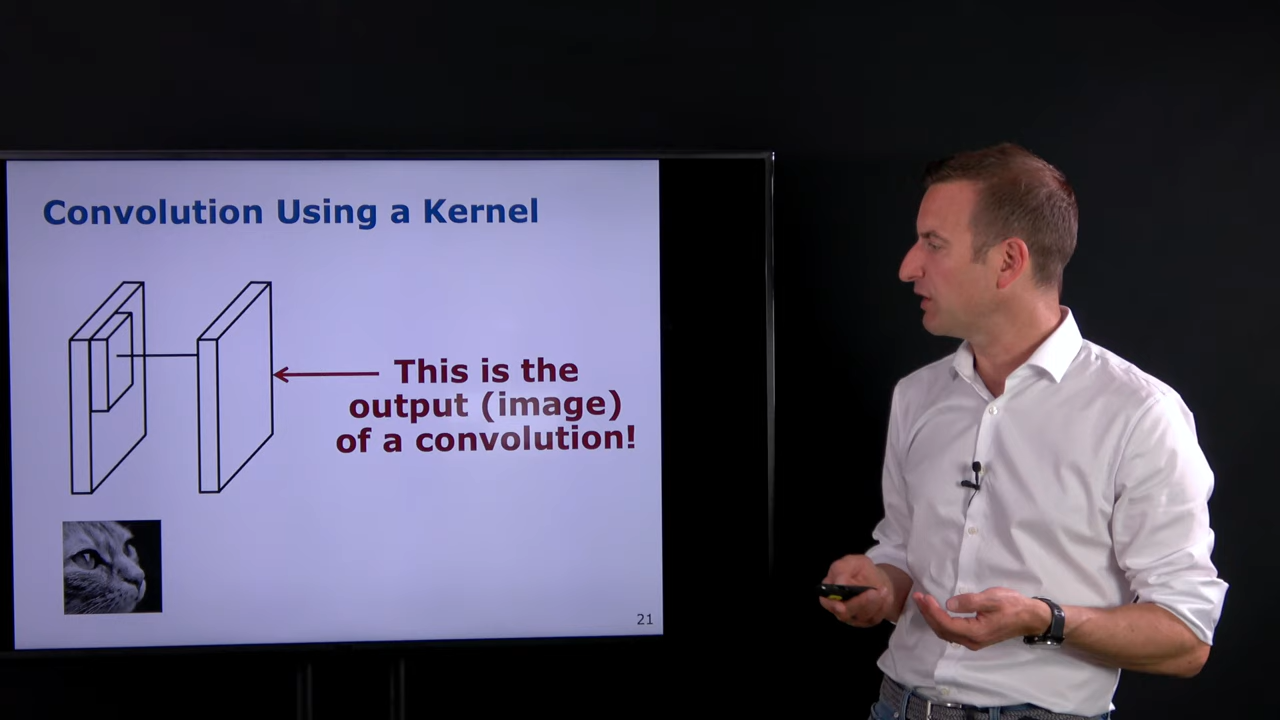 Convolution Using a Kernel
This is the
output (image)
of a convolution!
21